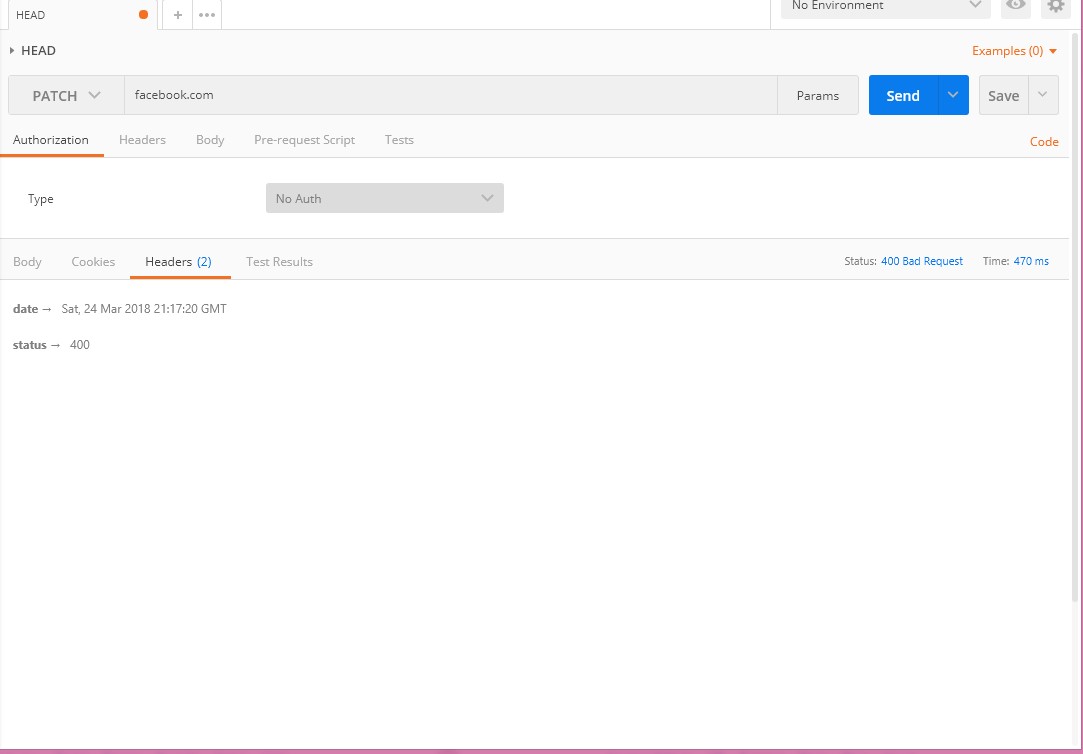 HEAD
No Environment
HEAD Examples (0)
PATCH facebook.com Params Send Save
Authorization Headers Body Pre-request Script Tests Code
Type No Auth
Body Cookies Headers (2) Test Results Status: 400 Bad Request Time: 470 ms
date → Sat, 24 Mar 2018 21:17:20 GMT
status → 400